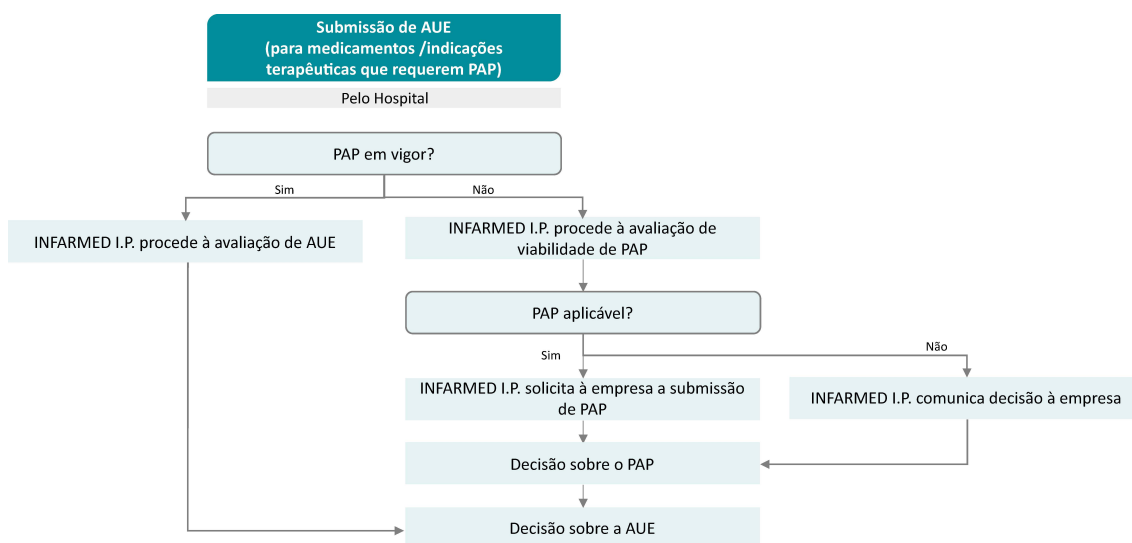 Submissão de AUE
(para medicamentos /indicações
terapêuticas que requerem PAP)
Pelo Hospital
PAP em vigor?
Sim
Não
INFARMED I.P. procede à avaliação de AUE
INFARMED I.P. procede à avaliação de
viabilidade de PAP
PAP aplicável?
Sim
Não
INFARMED I.P. solicita à empresa a submissão
de PAP
INFARMED I.P. comunica decisão à empresa
Decisão sobre o PAP
Decisão sobre a AUE